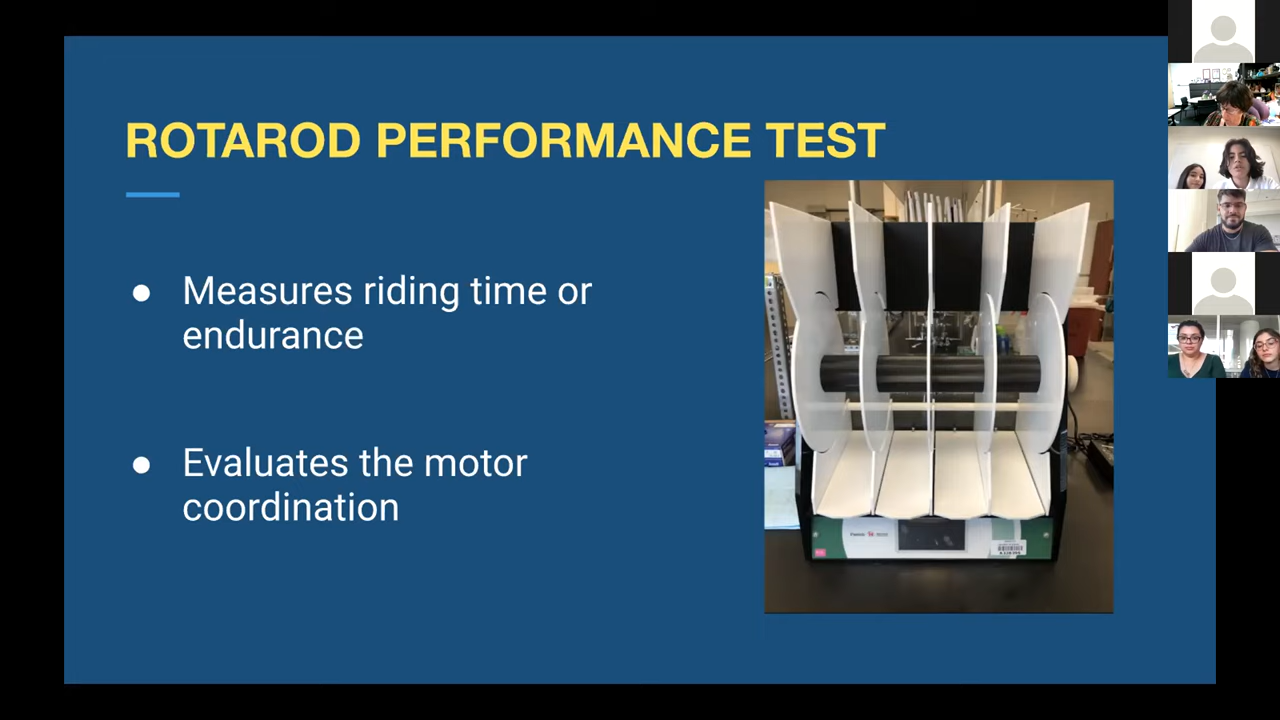 ROTAROD PERFORMANCE TEST
● Measures riding time or
endurance
● Evaluates the motor
coordination